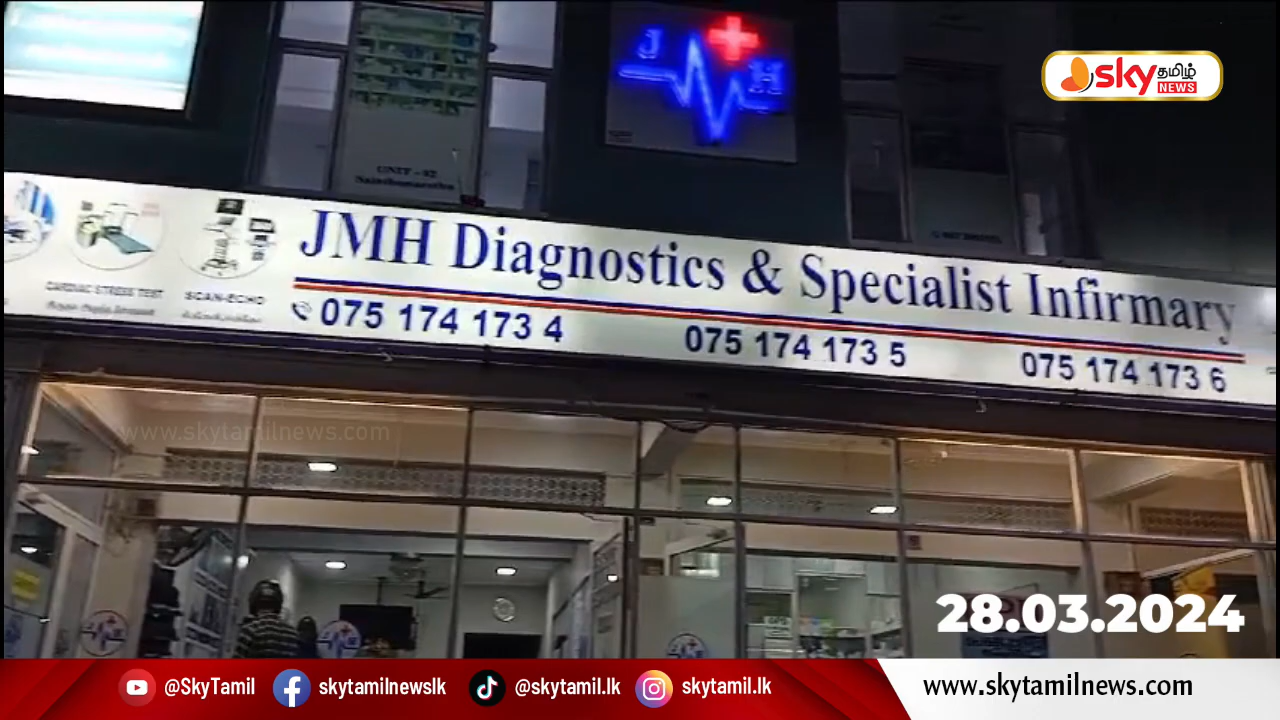 J H
sky தமிழ் NEWS
UNIT - 02
JMH Diagnostics & Specialist Infirmary
CARDIAC STRESS TEST
SCAN-ECHO
075 174 173 4
075 174 173 5
075 174 173 6
www.skytamilnews.com
28.03.2024
@SkyTamil
skytamilnewslk
@skytamil.lk
skytamil.lk
www.skytamilnews.com